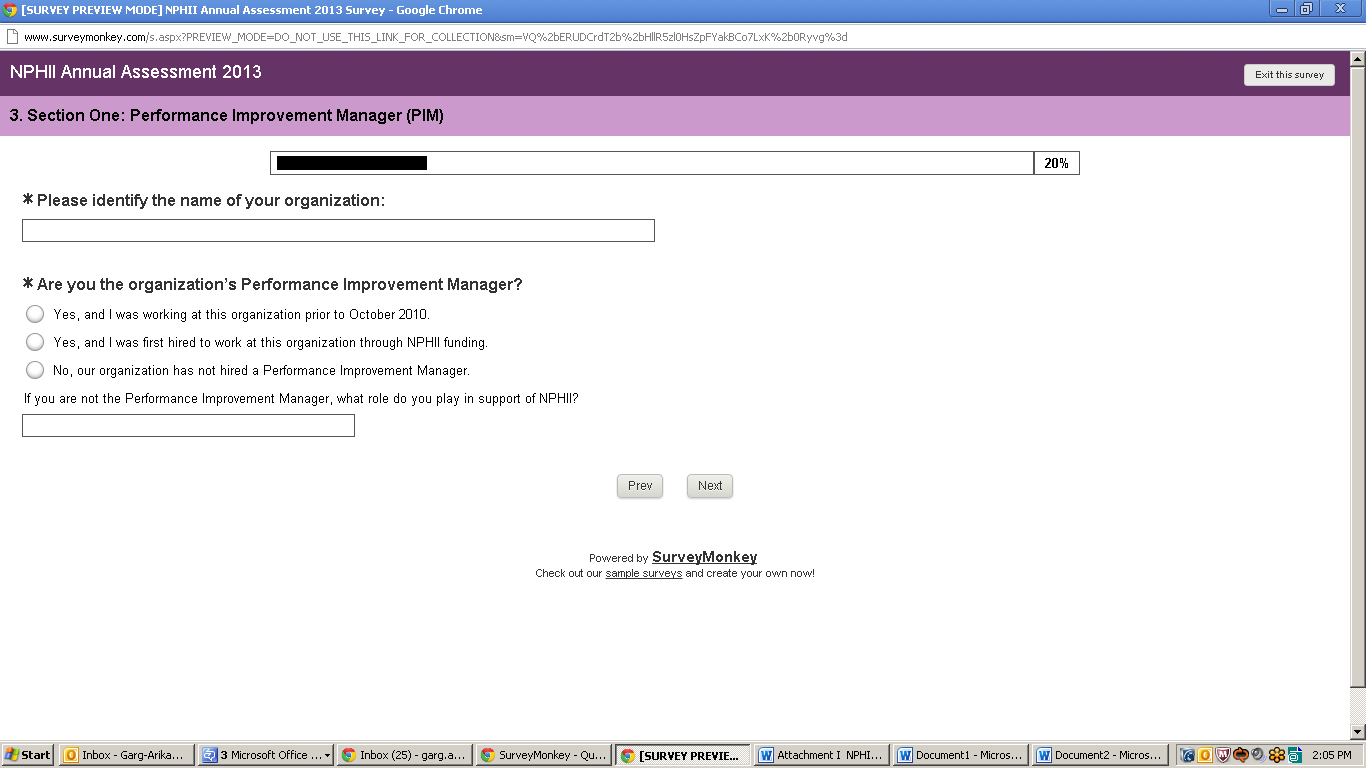 [SURVEY PREVIEW MODE] NPHII Annual Assessment 2013 Survey - Google Chrome
www.surveymonkey.com/s.aspx?PREVIEW_MODE=DO_NOT_USE_THIS_LINK_FOR_COLLECTION&sm=VQ%2bERUDCrdT2b%2bHllR5zl0HsZpFYakBCo7LxK%2b0Ryvg%3d
NPHII Annual Assessment 2013
Exit this survey
3. Section One: Performance Improvement Manager (PIM)
20%
* Please identify the name of your organization:
* Are you the organization's Performance Improvement Manager?
Yes, and I was working at this organization prior to October 2010.
Yes, and I was first hired to work at this organization through NPHII funding.
No, our organization has not hired a Performance Improvement Manager.
If you are not the Performance Improvement Manager, what role do you play in support of NPHII?
Prev Next
Powered by SurveyMonkey
Check out our sample surveys and create your own now!
Start Inbox - Garg-Arika... 3 Microsoft Office ... Inbox (25) - garg.a... SurveyMonkey - Qu... [SURVEY PREVIE... Attachment I NPHI... Document1 - Micros... Document2 - Micros... 2:05 PM